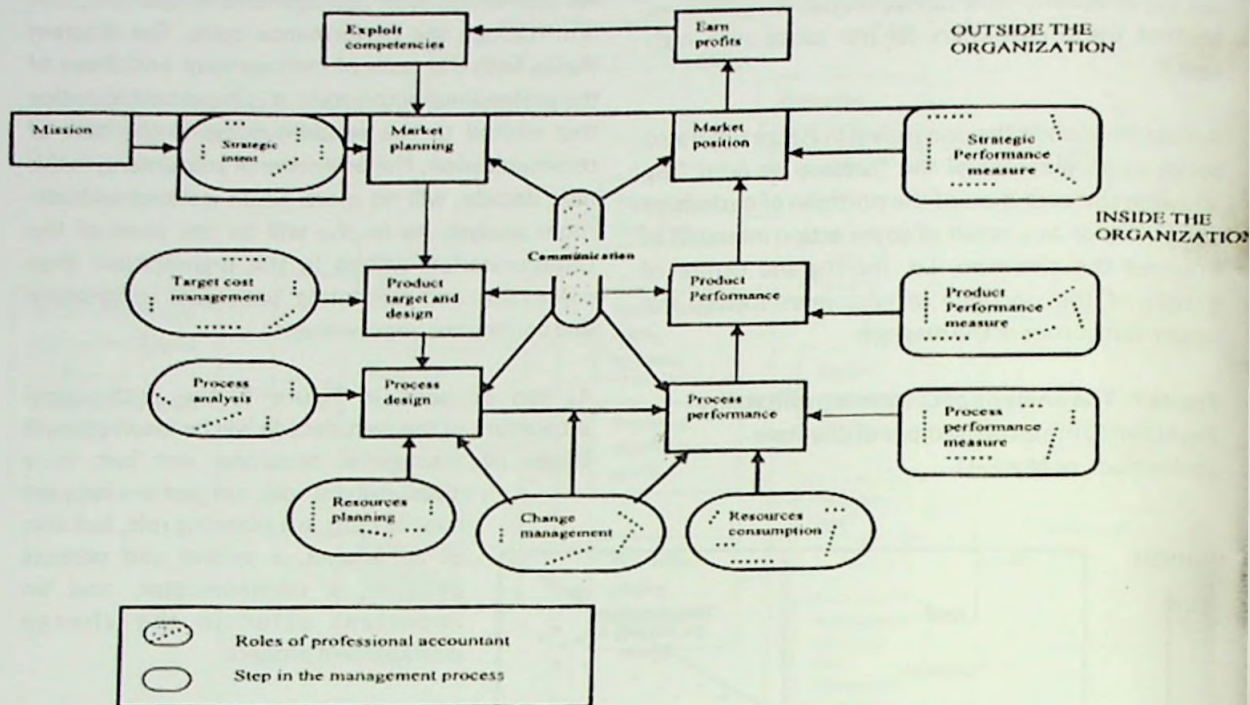 Exploit
competencies
Earn
profits
OUTSIDE THE
ORGANIZATION
Mission
Strategic
intent
Market
planning
Market
position
Strategic
Performance
measure
INSIDE THE
ORGANIZATION
Communication
Target cost
management
Product
target and
design
Product
Performance
Product
Performance
measure
Process
analysis
Process
design
Process
performance
Process
performance
measure
Resources
planning
Change
management
Resources
consumption
Roles of professional accountant
Step in the management process